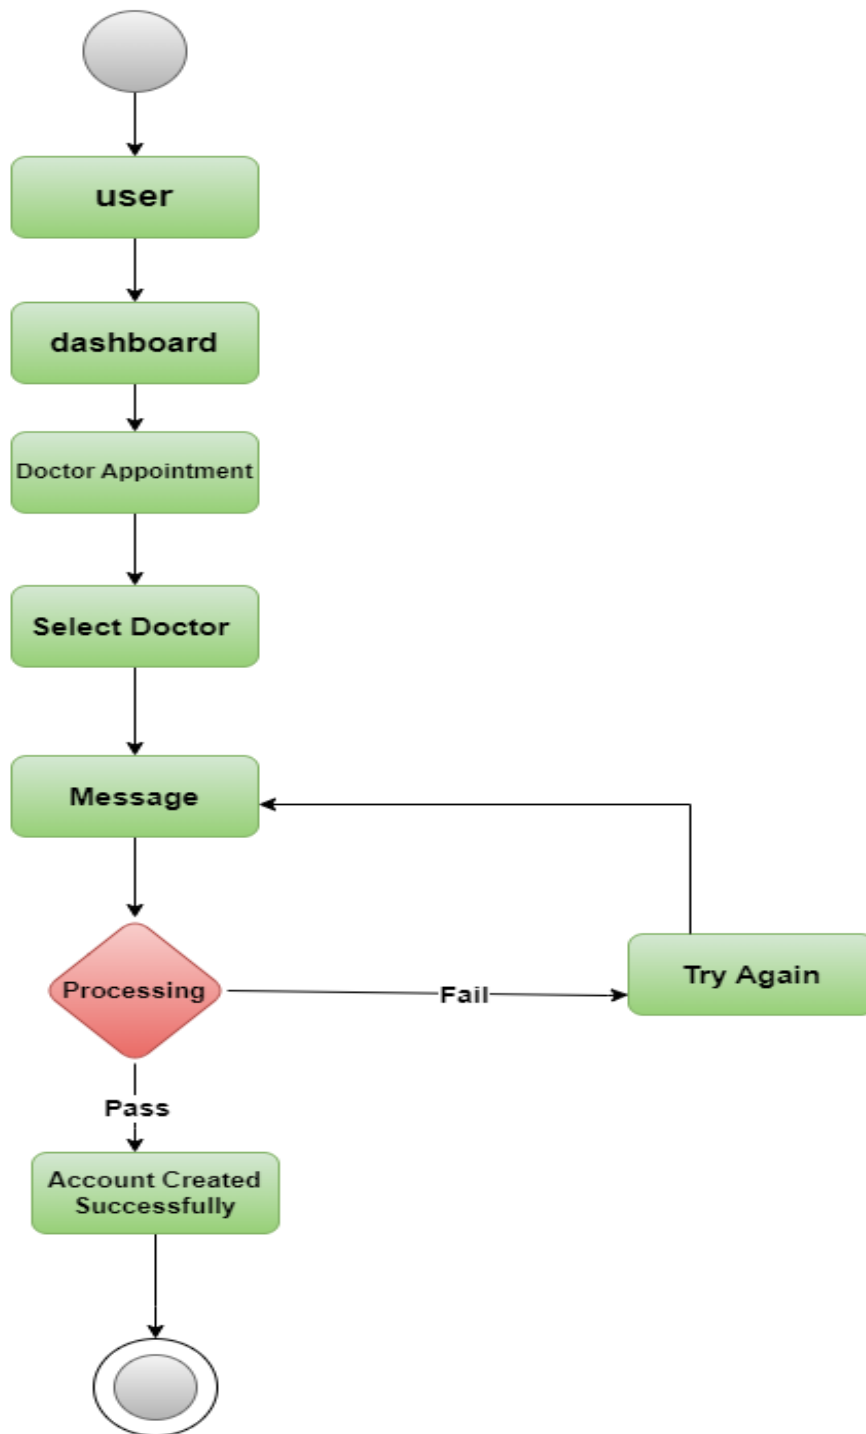 user
dashboard
Doctor Appointment
Select Doctor
Message
Processing
Fail
Try Again
Pass
Account Created
Successfully